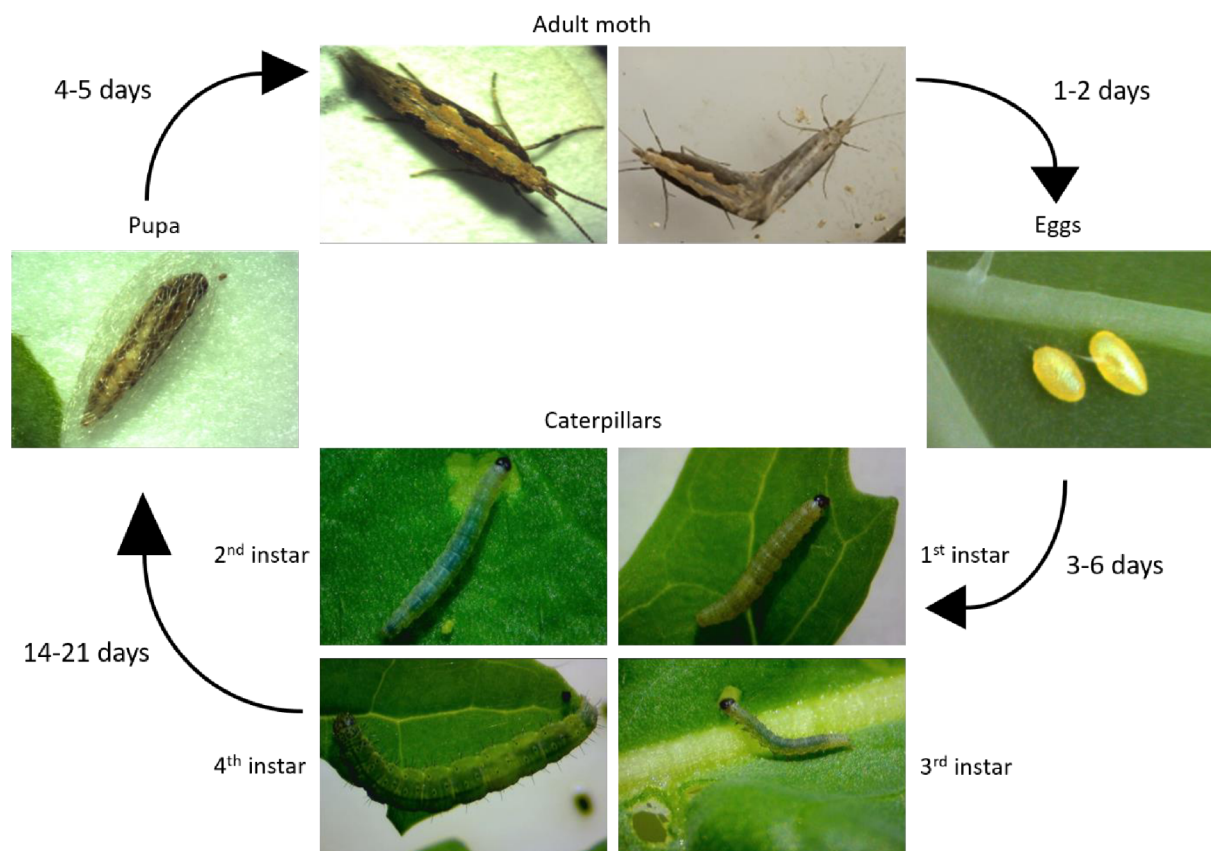 Adult moth
4-5 days
1-2 days
Pupa
Eggs
Caterpillars
2nd instar
1st instar
3-6 days
14-21 days
4th instar
3rd instar